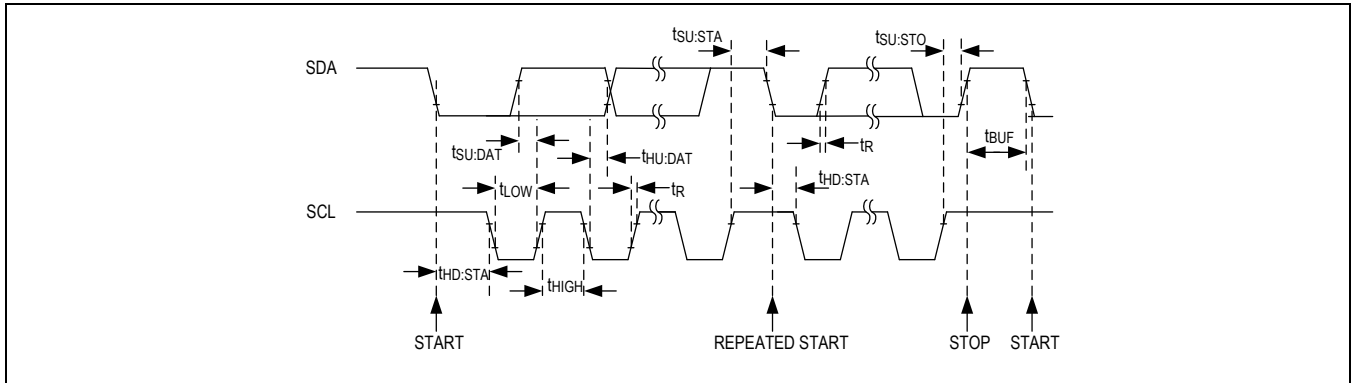 tSU:STA
tSU:STO
SDA
tSU:DAT
tHU:DAT
tR
tBUF
tLOW
tR
tHD:STA
SCL
tHD:STA
tHIGH
START
REPEATED START
STOP
START